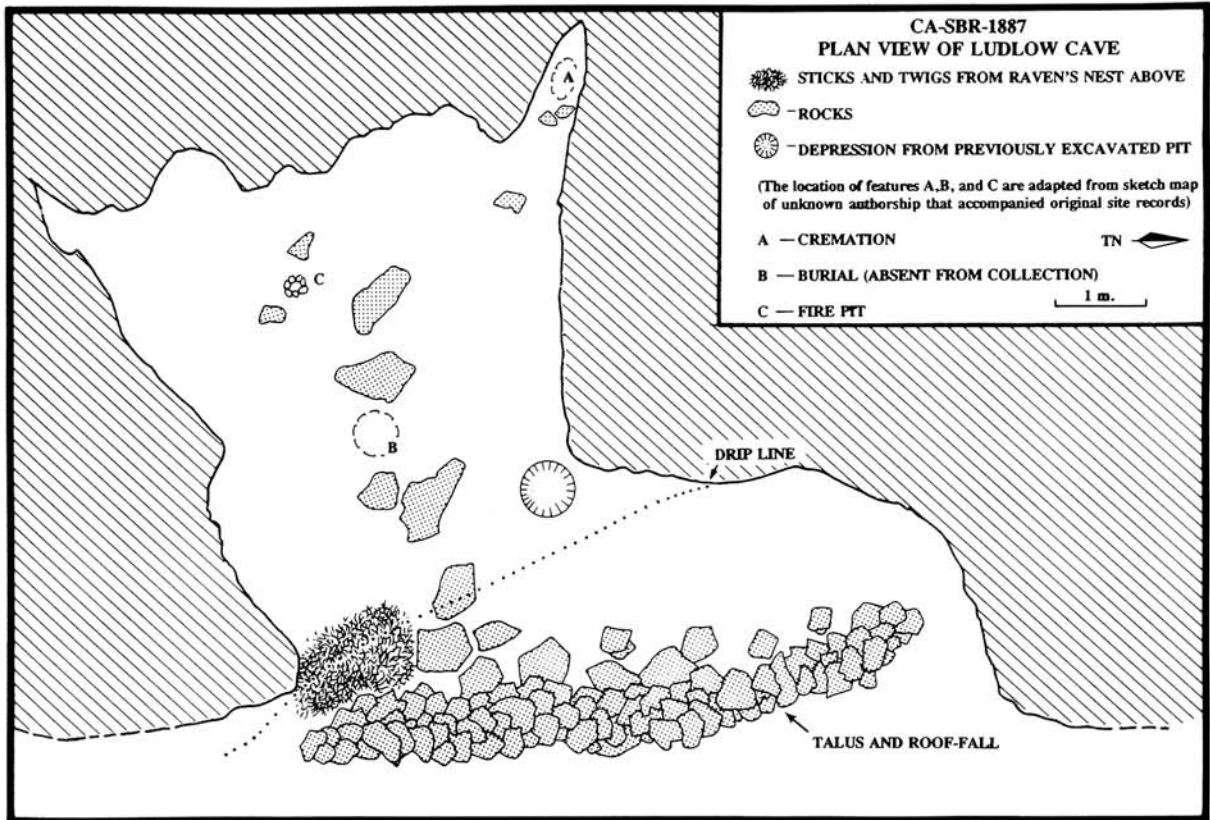 CA-SBR-1887
PLAN VIEW OF LUDLOW CAVE
STICKS AND TWIGS FROM RAVEN'S NEST ABOVE
– ROCKS
– DEPRESSION FROM PREVIOUSLY EXCAVATED PIT
(The location of features A,B, and C are adapted from sketch map
of unknown authorship that accompanied original site records)
A — CREMATION
TN
B — BURIAL (ABSENT FROM COLLECTION)
1 m.
C — FIRE PIT
A
C
B
DRIP LINE
TALUS AND ROOF-FALL